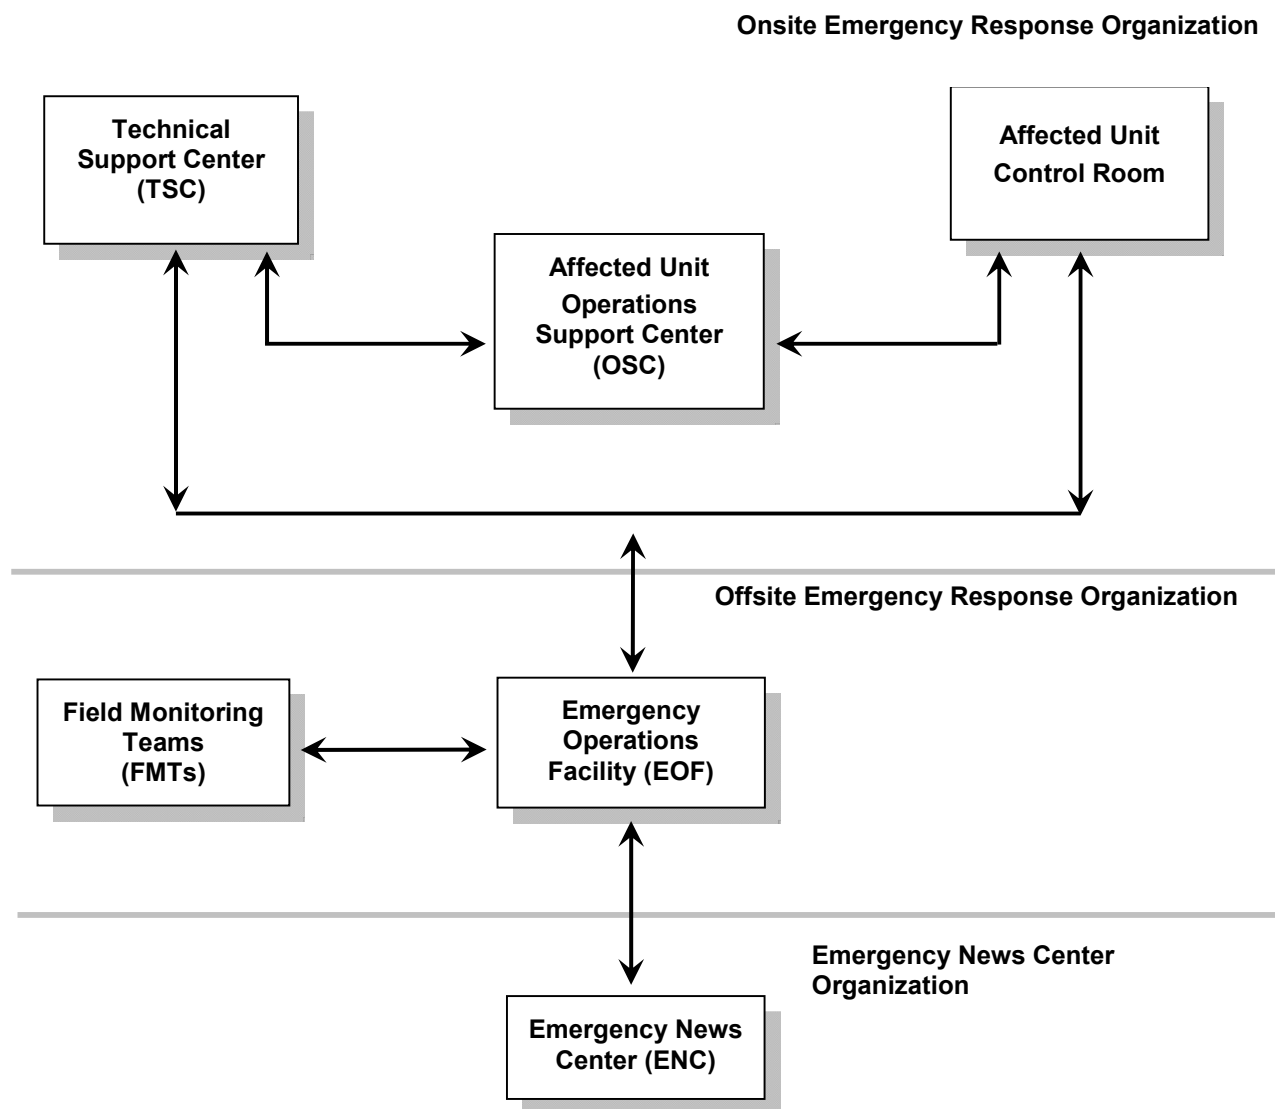 Onsite Emergency Response Organization
Technical
Support Center
(TSC)
Affected Unit
Control Room
Affected Unit
Operations
Support Center
(OSC)
Offsite Emergency Response Organization
Field Monitoring
Teams
(FMTs)
Emergency
Operations
Facility (EOF)
Emergency News Center
Organization
Emergency News
Center (ENC)